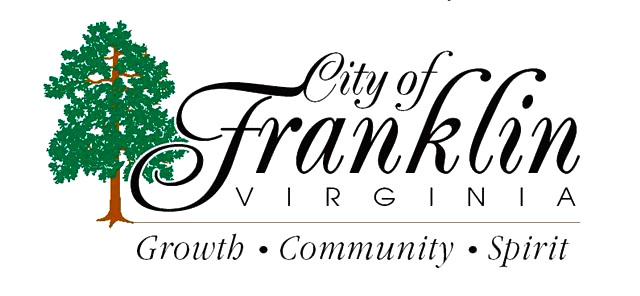 City of
Franklin
VIRGINIA
Growth • Community • Spirit